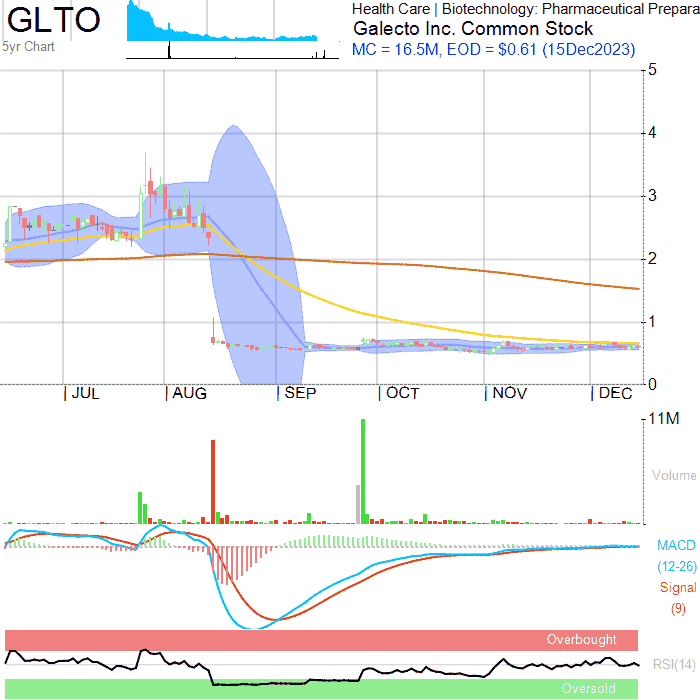 GLTO
5yr Chart
Health Care | Biotechnology: Pharmaceutical Prepara
Galecto Inc. Common Stock
MC = 16.5M, EOD = $0.61 (15Dec2023)
5
4
3
2
1
0
JUL
AUG
SEP
OCT
NOV
DEC
11M
Volume
MACD
(12-26)
Signal
(9)
Overbought
RSI(14)
Oversold